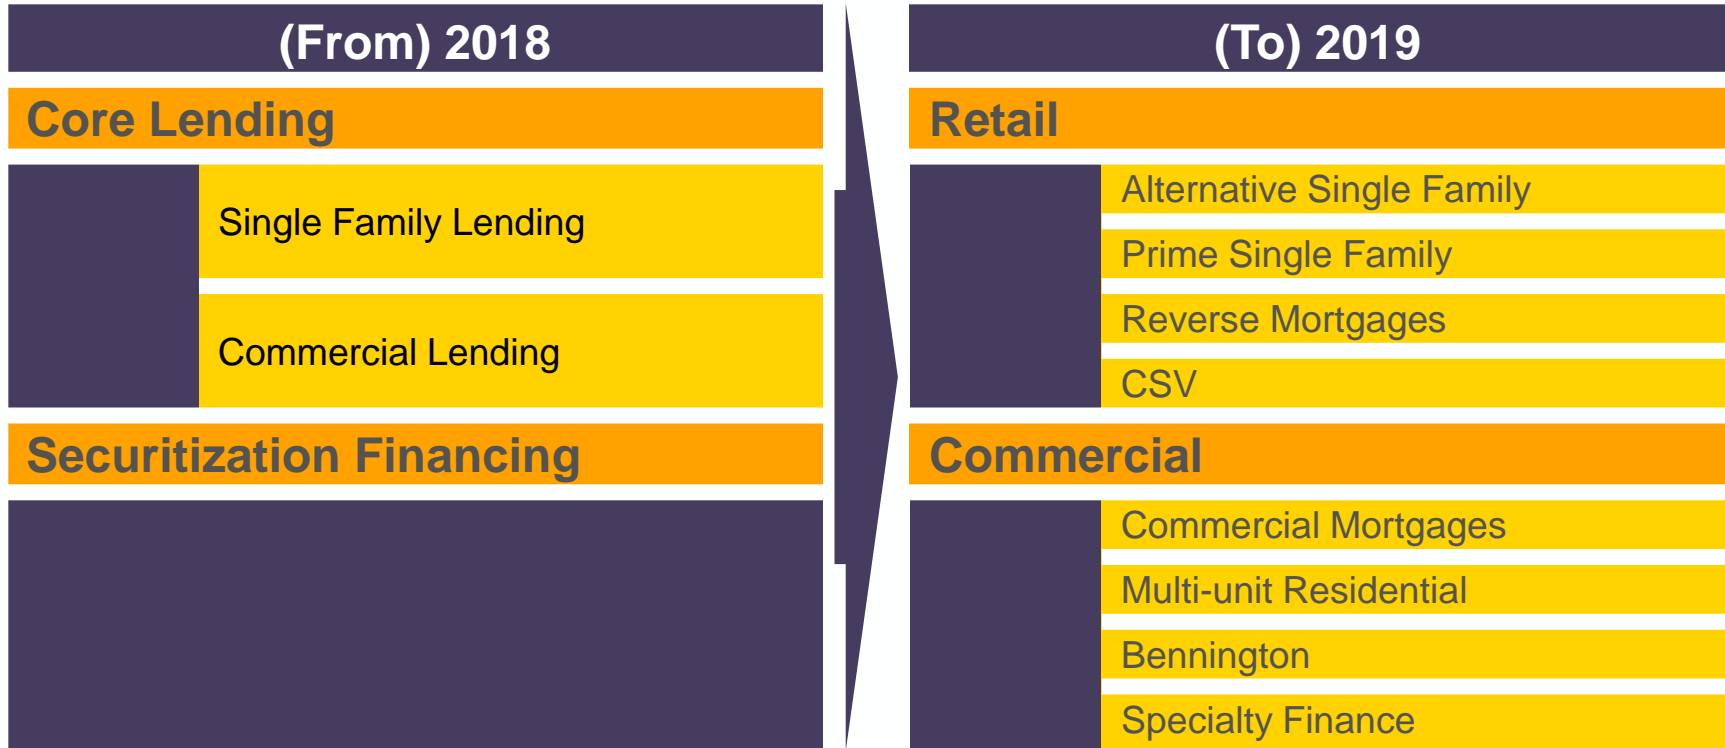 (From) 2018
Core Lending
Single Family Lending
Commercial Lending
Securitization Financing
(To) 2019
Retail
Alternative Single Family
Prime Single Family
Reverse Mortgages
CSV
Commercial
Commercial Mortgages
Multi-unit Residential
Bennington
Specialty Finance